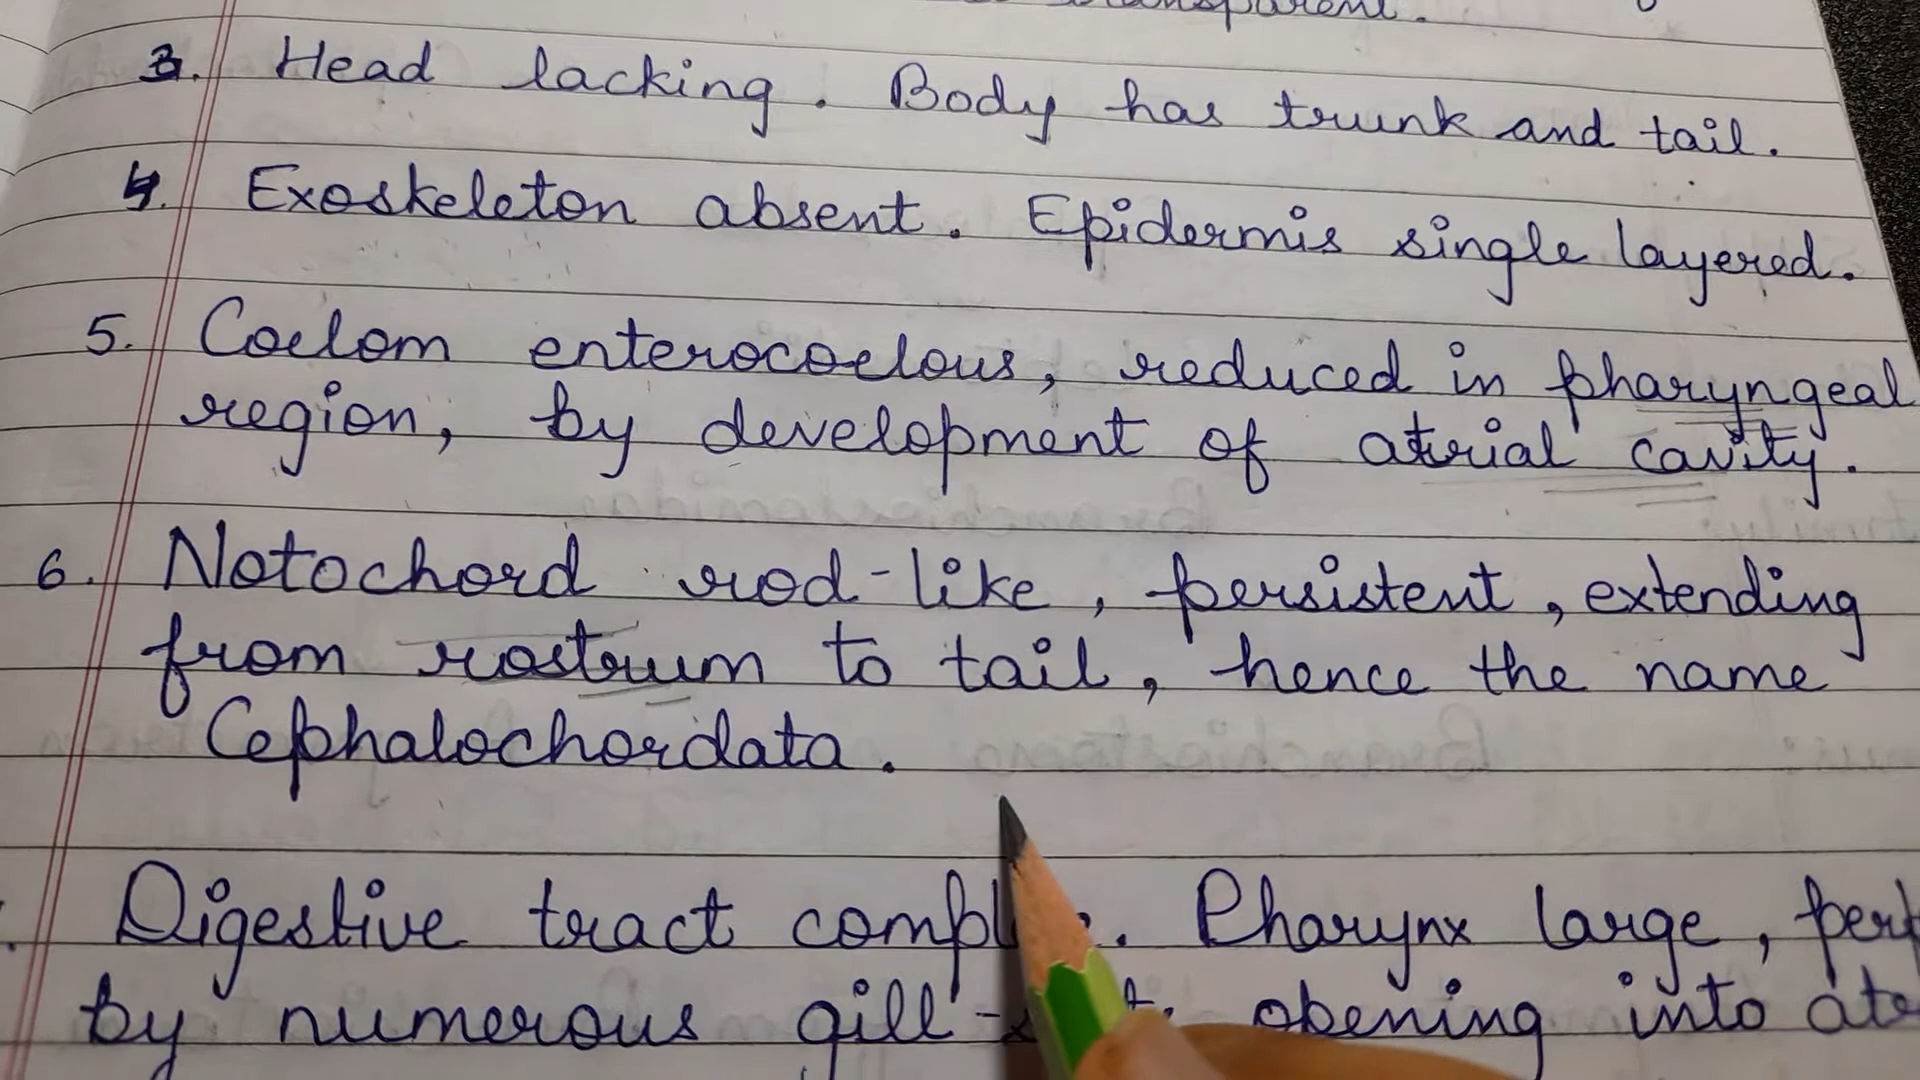 transparent.
3. Head lacking. Body has trunk and tail.
4. Exoskeleton absent. Epidermis single layered.
5. Coelom enterocoelous, reduced in pharyngeal
region, by development of atrial cavity.
6. Notochord rod-like, persistent, extending
from rostrum to tail, hence the name
Cephalochordata.
Digestive tract Pharynx large,
by numerous gill- opening into